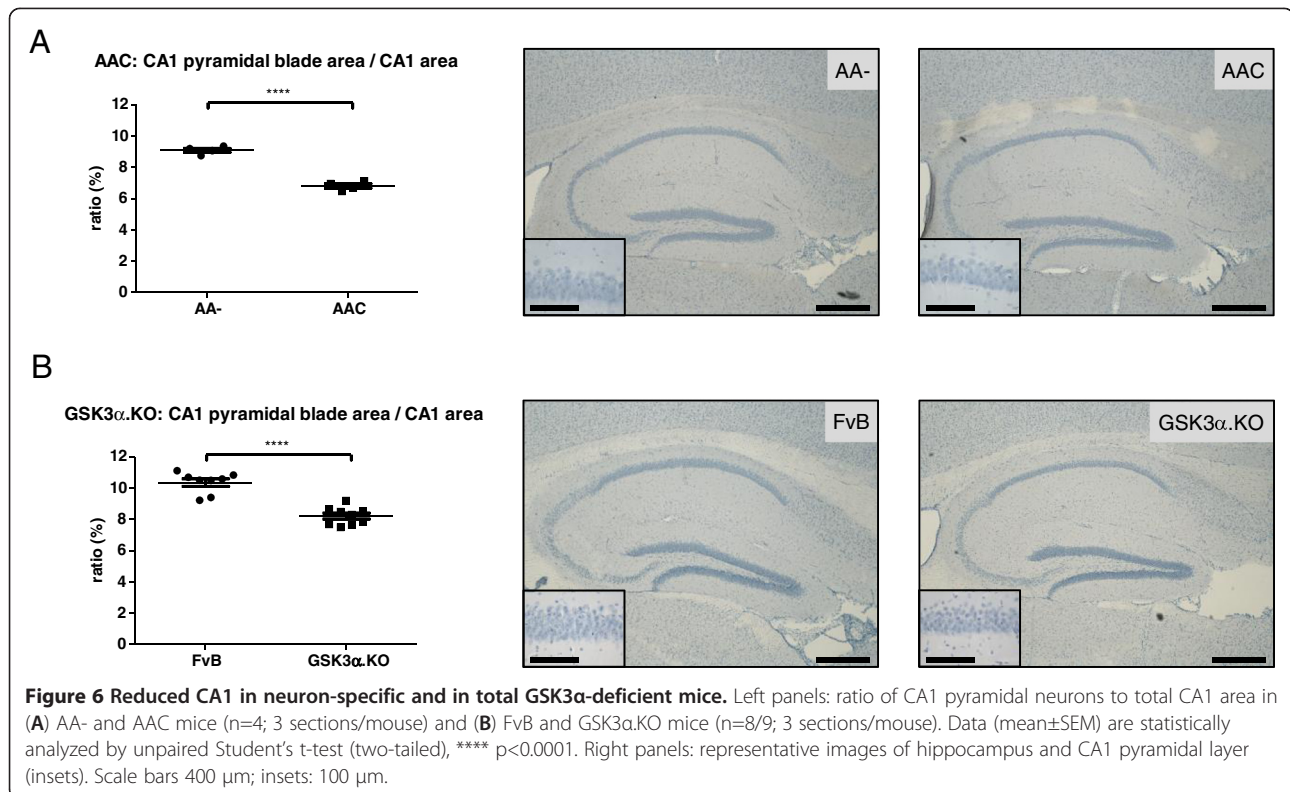 A
AAC: CA1 pyramidal blade area / CA1 area
****
12
10
8
6
4
2
0
ratio (%)
AA-
AAC
AA-
AAC
B
GSK3α.KO: CA1 pyramidal blade area / CA1 area
****
12
10
8
6
4
2
0
ratio (%)
FvB
GSK3α.KO
FvB
GSK3α.KO
Figure 6 Reduced CA1 in neuron-specific and in total GSK3α-deficient mice. Left panels: ratio of CA1 pyramidal neurons to total CA1 area in
(A) AA- and AAC mice (n=4; 3 sections/mouse) and (B) FvB and GSK3α.KO mice (n=8/9; 3 sections/mouse). Data (mean±SEM) are statistically
analyzed by unpaired Student's t-test (two-tailed), **** p<0.0001. Right panels: representative images of hippocampus and CA1 pyramidal layer
(insets). Scale bars 400 μm; insets: 100 μm.